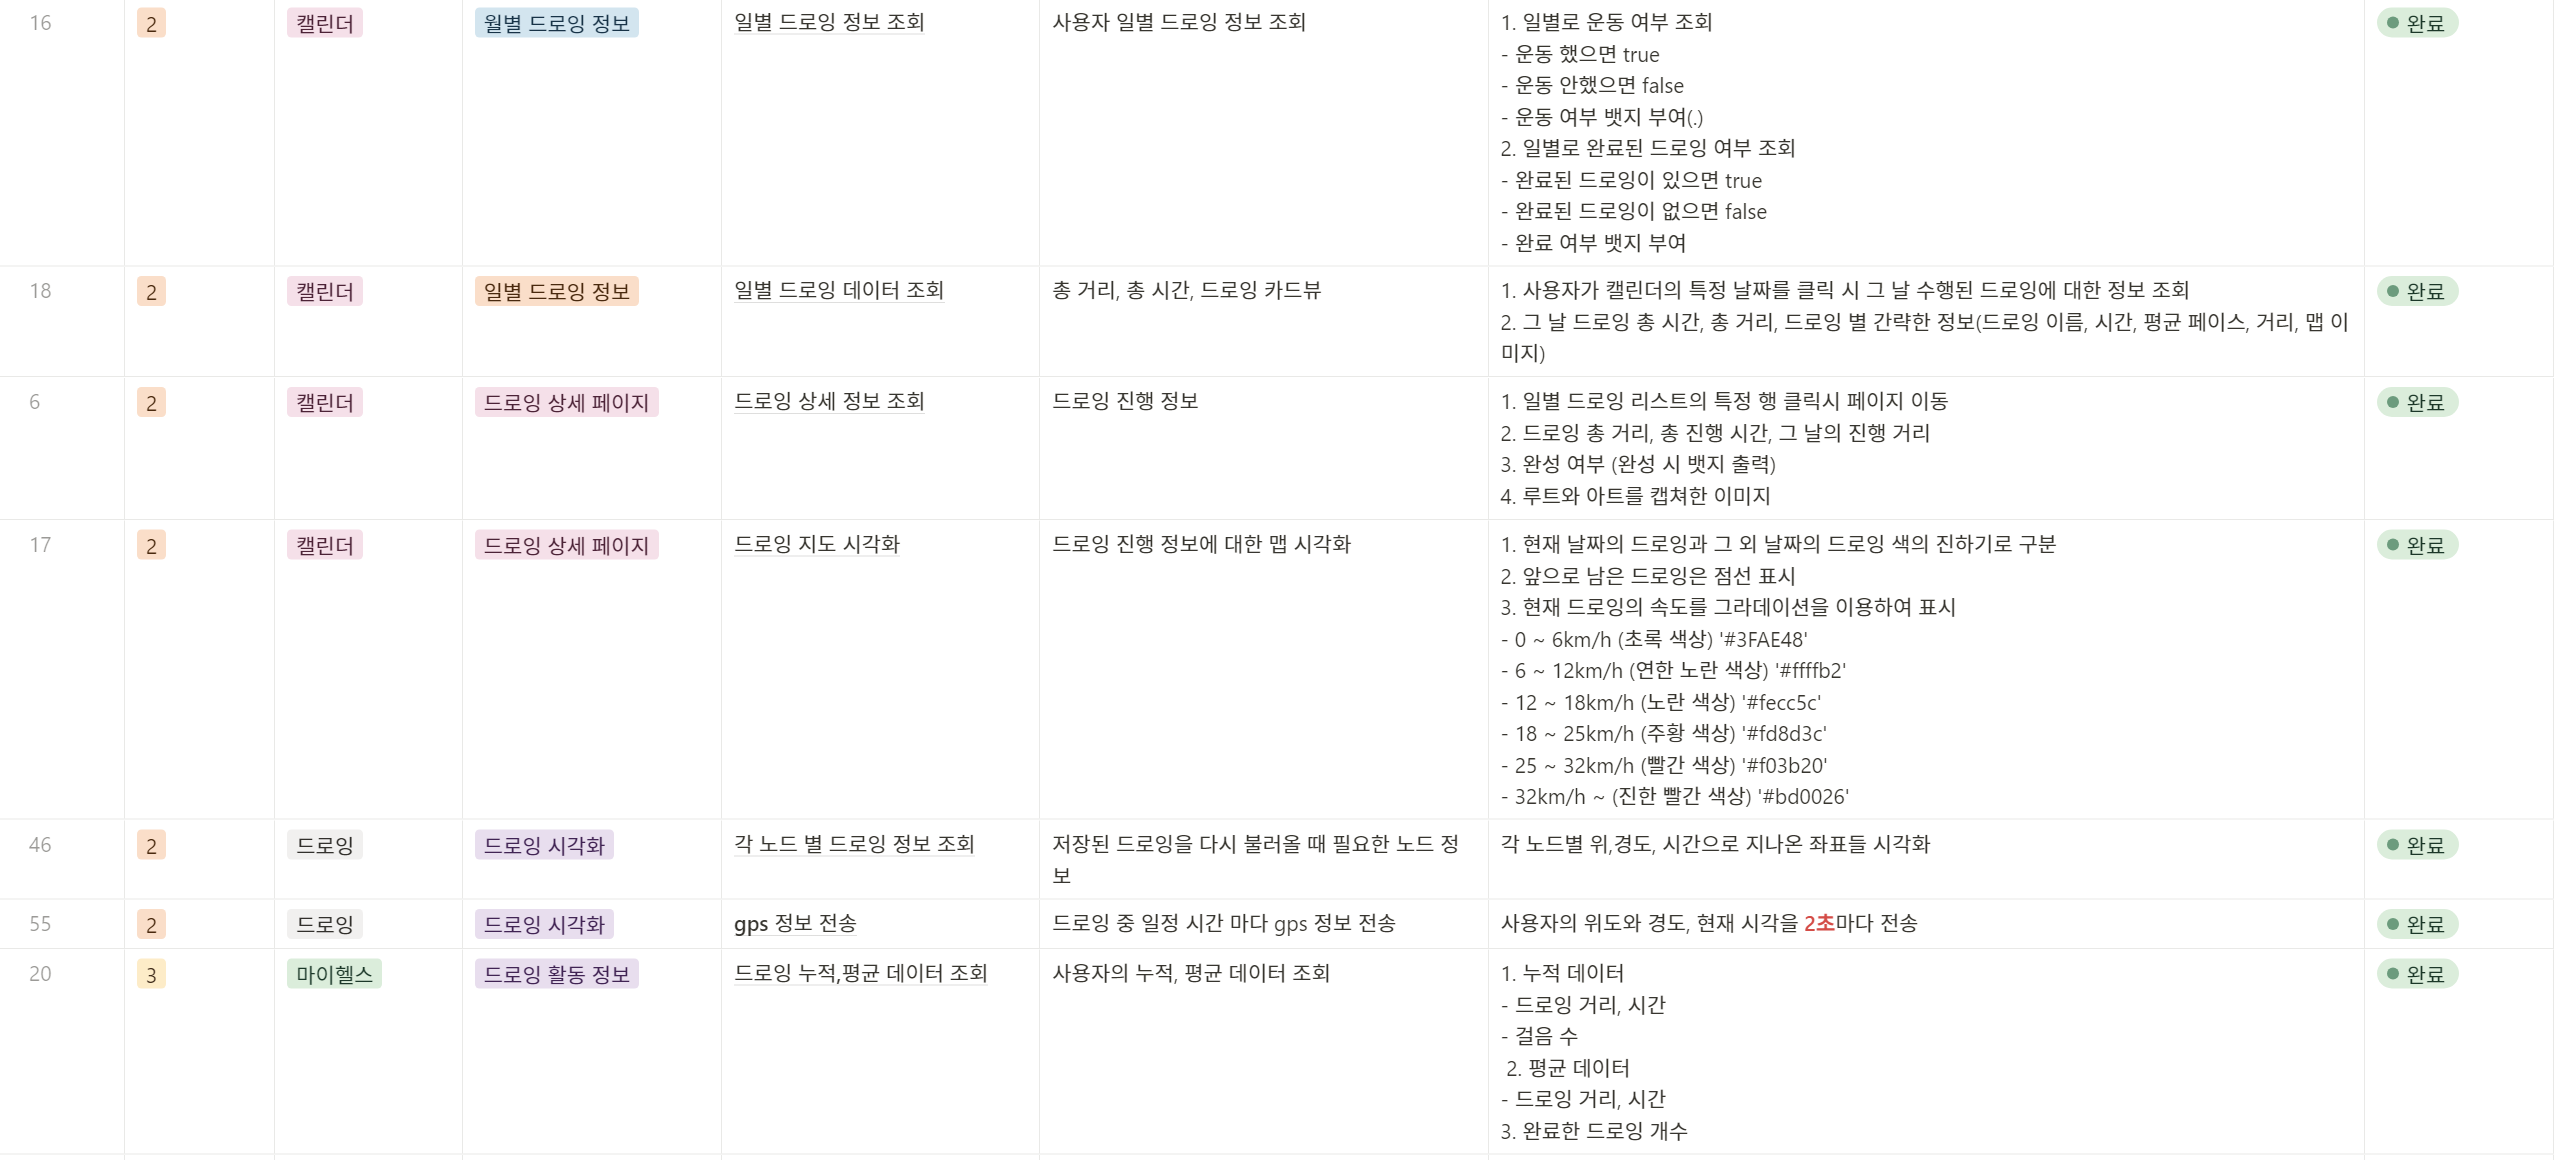 16
2
캘린더
월별 드로잉 정보
일별 드로잉 정보 조회
사용자 일별 드로잉 정보 조회
1. 일별로 운동 여부 조회
- 운동 했으면 true
- 운동 안했으면 false
- 운동 여부 뱃지 부여(.)
2. 일별로 완료된 드로잉 여부 조회
- 완료된 드로잉이 있으면 true
- 완료된 드로잉이 없으면 false
- 완료 여부 뱃지 부여
완료
18
2
캘린더
일별 드로잉 정보
일별 드로잉 데이터 조회
총 거리, 총 시간, 드로잉 카드뷰
1. 사용자가 캘린더의 특정 날짜를 클릭 시 그 날 수행된 드로잉에 대한 정보 조회
2. 그 날 드로잉 총 시간, 총 거리, 드로잉 별 간략한 정보(드로잉 이름, 시간, 평균 페이스, 거리, 맵 이
미지)
완료
6
2
캘린더
드로잉 상세 페이지
드로잉 상세 정보 조회
드로잉 진행 정보
1. 일별 드로잉 리스트의 특정 행 클릭시 페이지 이동
2. 드로잉 총 거리, 총 진행 시간, 그 날의 진행 거리
3. 완성 여부 (완성 시 뱃지 출력)
4. 루트와 아트를 캡쳐한 이미지
완료
17
2
캘린더
드로잉 상세 페이지
드로잉 지도 시각화
드로잉 진행 정보에 대한 맵 시각화
1. 현재 날짜의 드로잉과 그 외 날짜의 드로잉 색의 진하기로 구분
2. 앞으로 남은 드로잉은 점선 표시
3. 현재 드로잉의 속도를 그라데이션을 이용하여 표시
- 0 ~ 6km/h (초록 색상) '#3FAE48'
- 6 ~ 12km/h (연한 노란 색상) '#ffffb2'
- 12 ~ 18km/h (노란 색상) '#fecc5c'
- 18 ~ 25km/h (주황 색상) '#fd8d3c'
- 25 ~ 32km/h (빨간 색상) '#f03b20'
- 32km/h ~ (진한 빨간 색상) '#bd0026'
완료
46
2
드로잉
드로잉 시각화
각 노드 별 드로잉 정보 조회
저장된 드로잉을 다시 불러올 때 필요한 노드 정
보
각 노드별 위,경도, 시간으로 지나온 좌표들 시각화
완료
55
2
드로잉
드로잉 시각화
gps 정보 전송
드로잉 중 일정 시간 마다 gps 정보 전송
사용자의 위도와 경도, 현재 시각을 2초마다 전송
완료
20
3
마이헬스
드로잉 활동 정보
드로잉 누적,평균 데이터 조회
사용자의 누적, 평균 데이터 조회
1. 누적 데이터
- 드로잉 거리, 시간
- 걸음 수
2. 평균 데이터
- 드로잉 거리, 시간
3. 완료한 드로잉 개수
완료